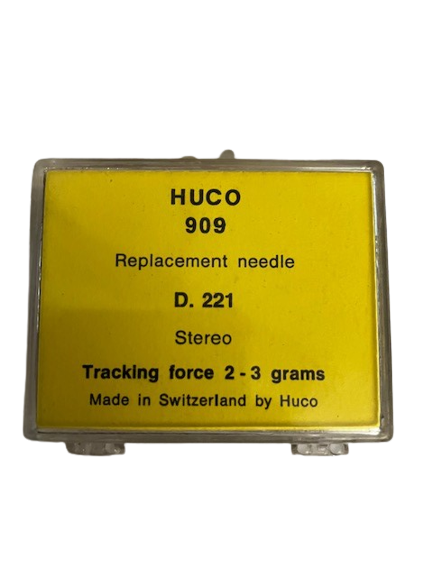 HUCO
909
Replacement needle
D. 221
Stereo
Tracking force 2 - 3 grams
Made in Switzerland by Huco